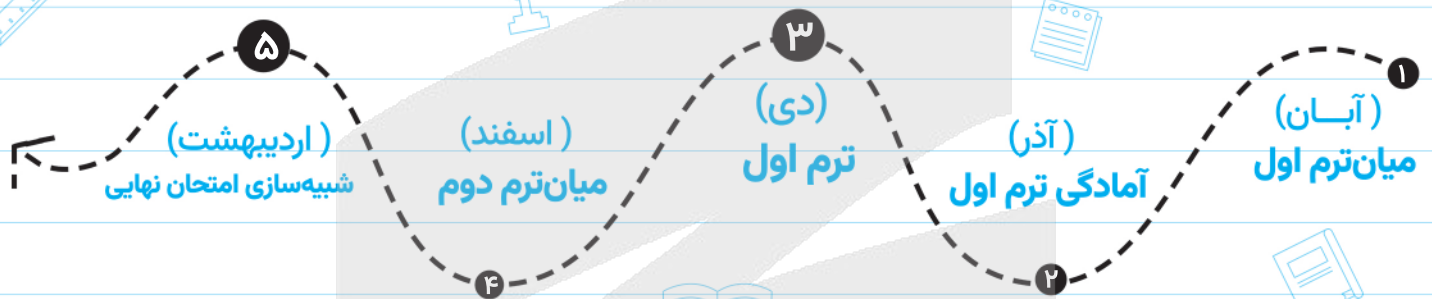 ۱
( آبــان)
میان‌ترم اول
۲
( آذر )
آمادگی ترم اول
۳
(دی)
ترم اول
۴
( اسفند )
میان‌ترم دوم
۵
( اردیبهشت)
شبیه‌سازی امتحان نهایی